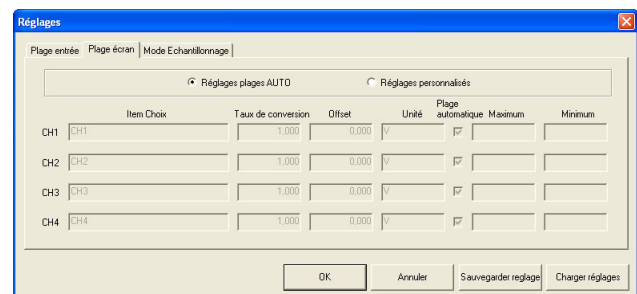 Réglages
Plage entrée Plage écran Mode Echantillonnage
Réglages plages AUTO Réglages personnalisés
Item Choix Taux de conversion Offset Unité Plage automatique Maximum Minimum
CH1 CH1 1,000 0,000 V
CH2 CH2 1,000 0,000 V
CH3 CH3 1,000 0,000 V
CH4 CH4 1,000 0,000 V
OK Annuler Sauvegarder reglage Charger réglages